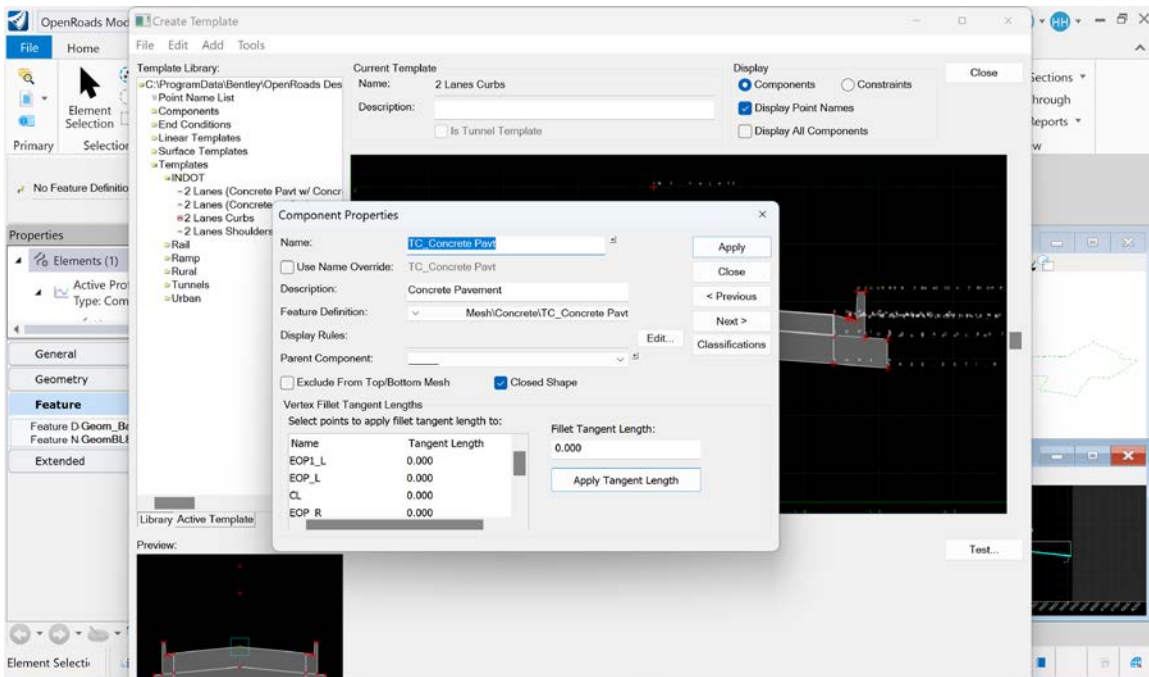 OpenRoads Mod
Create Template
HH
File
Home
File Edit Add Tools
Element
Selection
Primary
Selection
No Feature Definitio
Template Library:
C:\ProgramData\Bentley\OpenRoads Des
Point Name List
Components
End Conditions
Linear Templates
Surface Templates
Templates
INDOT
2 Lanes (Concrete Pavt w/ Concr
2 Lanes (Concrete
2 Lanes Curbs
2 Lanes Shoulders
Rail
Ramp
Rural
Tunnels
Urban
Current Template
Name: 2 Lanes Curbs
Description:
Is Tunnel Template
Display
Components Constraints
Display Point Names
Display All Components
Close
Sections
hrough
Reports
w
Properties
Elements (1)
Active Pro
Type: Com
General
Geometry
Feature
Feature D Geom_Ba
Feature N GeomBL
Extended
Component Properties
Name: TC_Concrete Pavt
Use Name Override: TC_Concrete Pavt
Description: Concrete Pavement
Feature Definition: Mesh\Concrete\TC_Concrete Pavt
Display Rules: Edit...
Parent Component:
Exclude From Top/Bottom Mesh Closed Shape
Vertex Fillet Tangent Lengths
Select points to apply fillet tangent length to:
Name Tangent Length
EOP1_L 0.000
EOP_L 0.000
CL 0.000
EOP_R 0.000
Fillet Tangent Length:
0.000
Apply Tangent Length
Apply
Close
< Previous
Next >
Classifications
Library Active Template
Preview:
Test...
Element Selecti